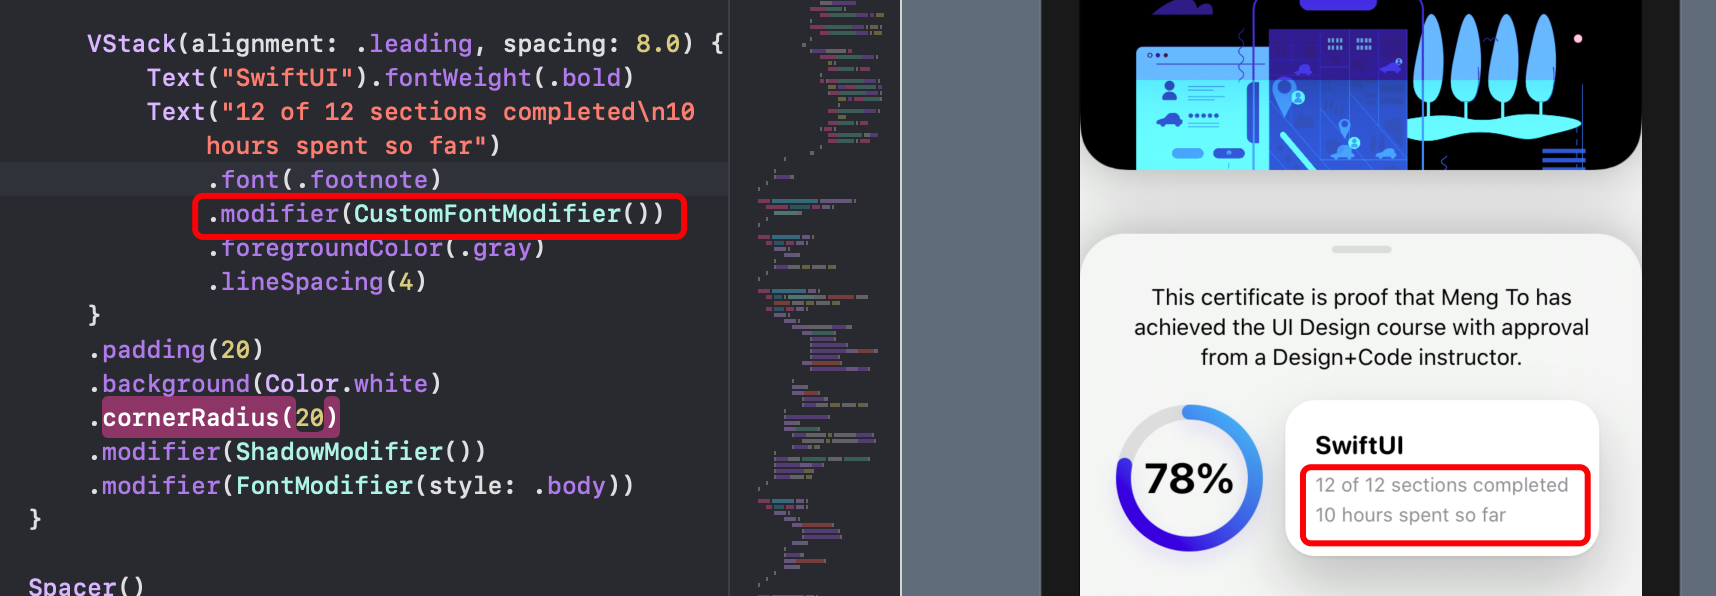 VStack(alignment: .leading, spacing: 8.0) {
Text("SwiftUI").fontWeight(.bold)
Text("12 of 12 sections completed\n10
hours spent so far")
.font(.footnote)
.modifier(CustomFontModifier())
.foregroundColor(.gray)
.lineSpacing(4)
}
.padding(20)
.background(Color.white)
.cornerRadius(20)
.modifier(ShadowModifier())
.modifier(FontModifier(style: .body))
}
Spacer()
This certificate is proof that Meng To has
achieved the UI Design course with approval
from a Design+Code instructor.
78%
SwiftUI
12 of 12 sections completed
10 hours spent so far